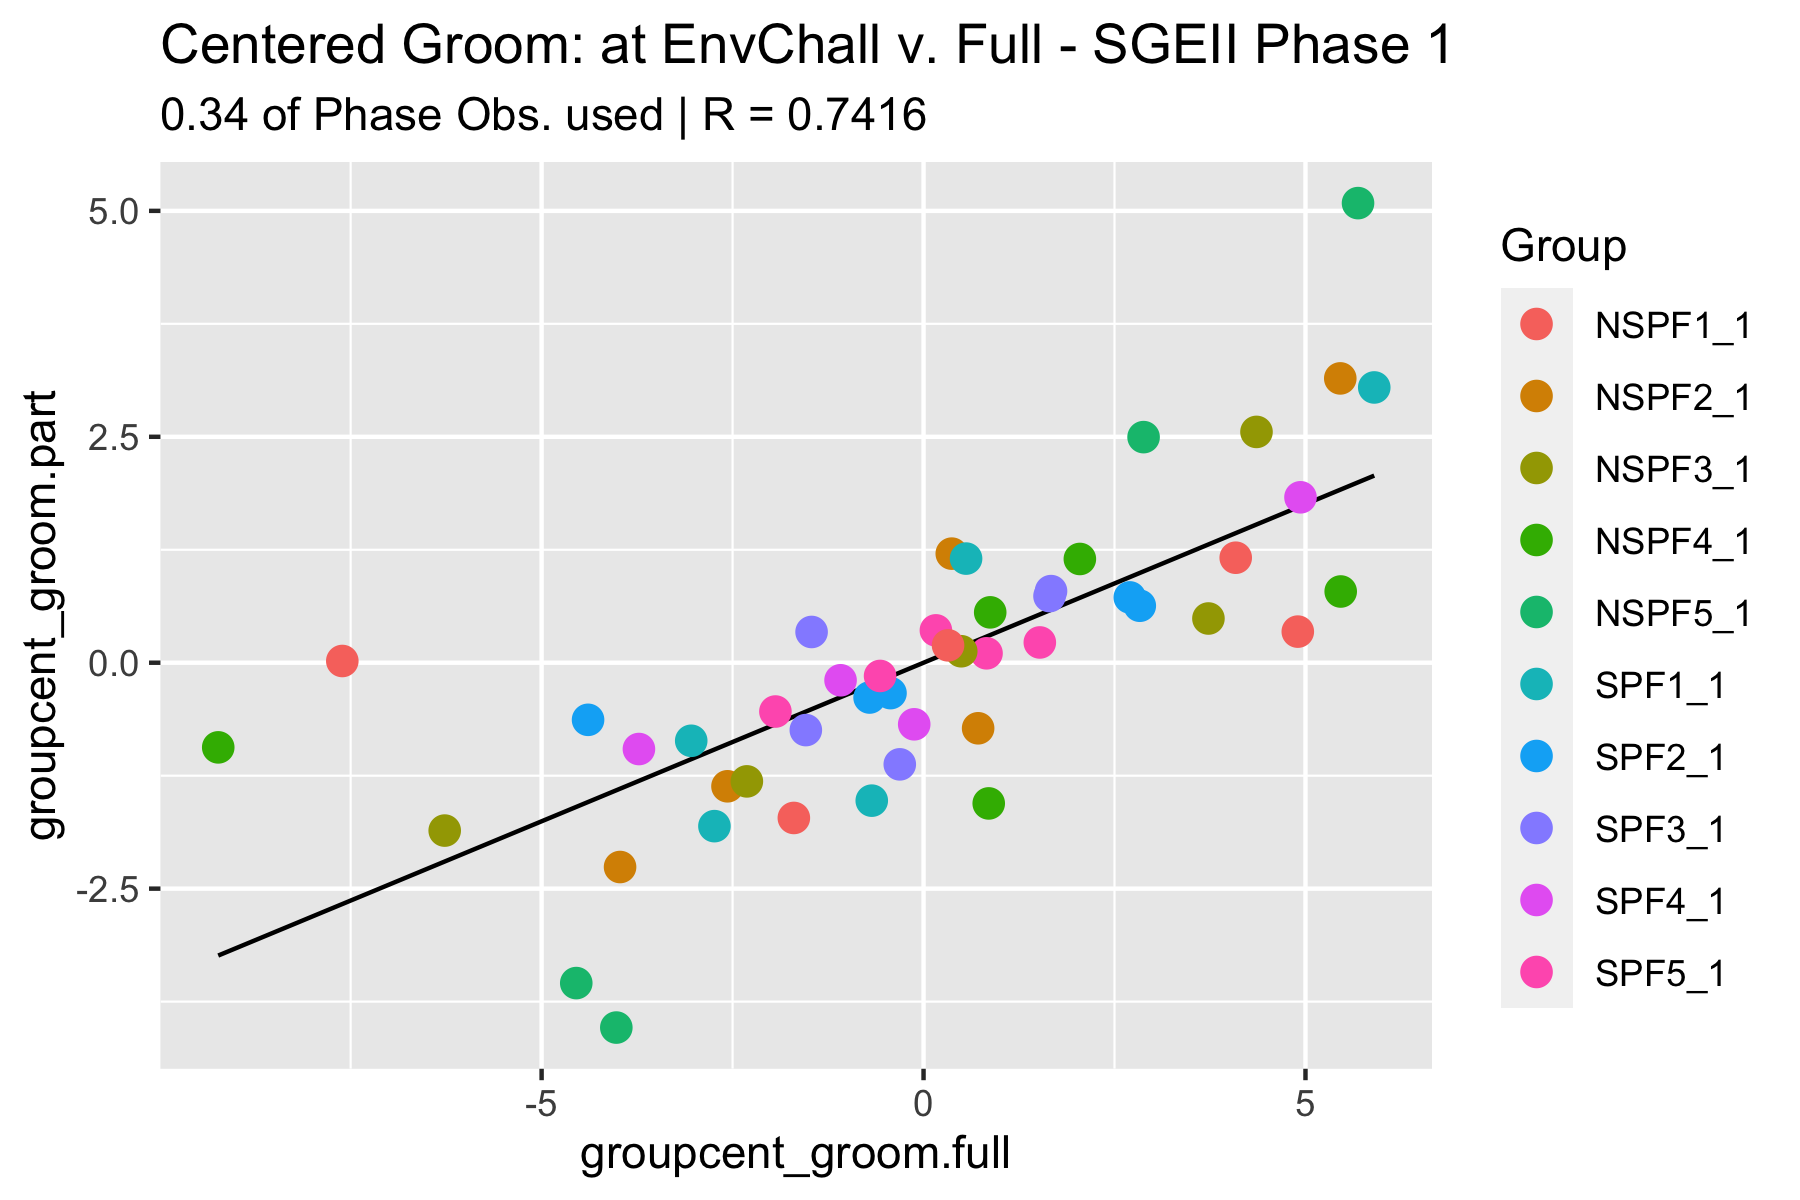 Centered Groom: at EnvChall v. Full - SGEII Phase 1
0.34 of Phase Obs. used | R = 0.7416
groupcent_groom.part
5.0
2.5
0.0
-2.5
-5
0
5
groupcent_groom.full
Group
NSPF1_1
NSPF2_1
NSPF3_1
NSPF4_1
NSPF5_1
SPF1_1
SPF2_1
SPF3_1
SPF4_1
SPF5_1